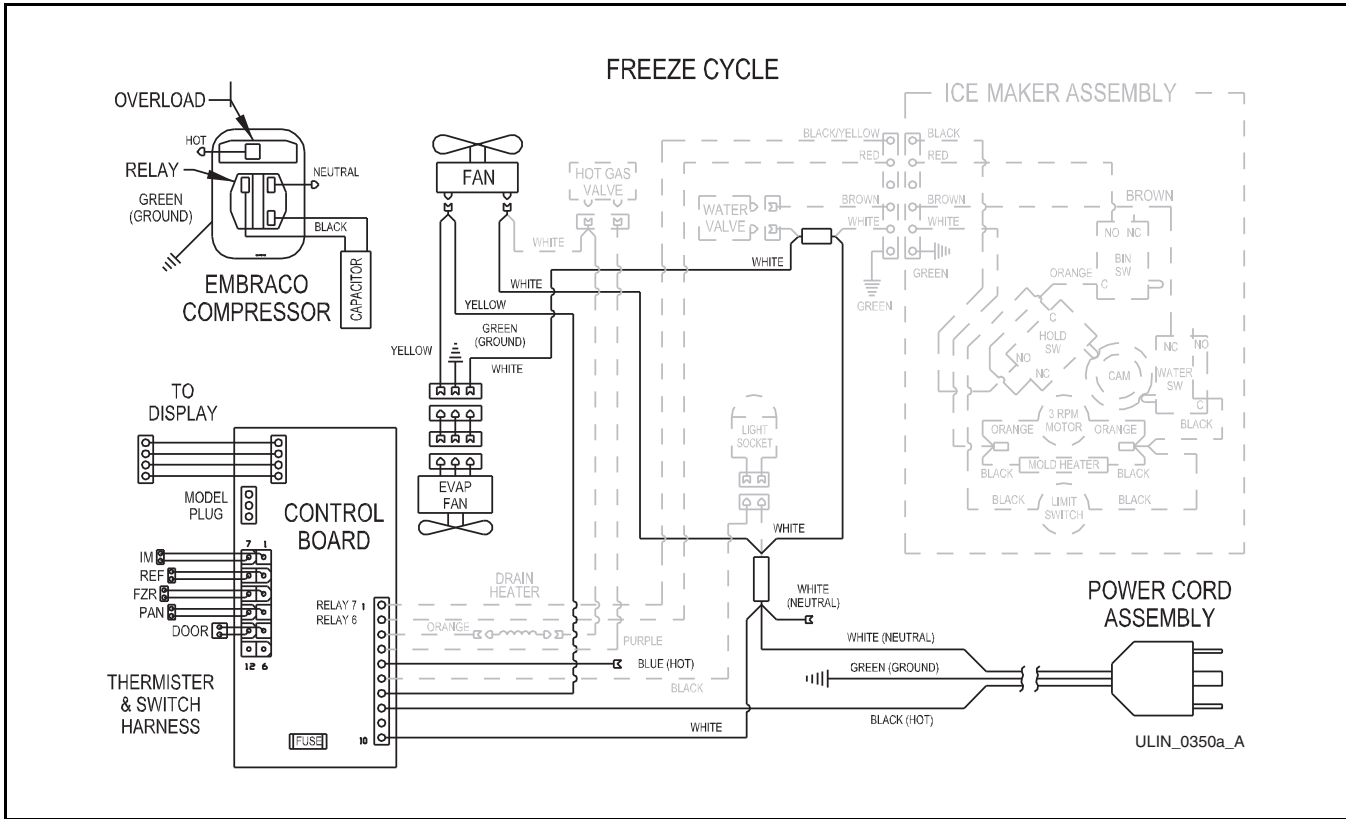 FREEZE CYCLE
OVERLOAD
HOT
RELAY
NEUTRAL
GREEN
(GROUND)
BLACK
EMBRACO
COMPRESSOR
CAPACITOR
FAN
HOT GAS
VALVE
WHITE
WHITE
YELLOW
GREEN
(GROUND)
YELLOW
WHITE
EVAP
FAN
WATER
VALVE
WHITE
BLACK/YELLOW
RED
BROWN
WHITE
GREEN
ICE MAKER ASSEMBLY
BLACK
RED
BROWN
WHITE
GREEN
BROWN
NO NC
BIN
SW
C
ORANGE
C
HOLD
SW
NO
NC
CAM
NC
NO
WATER
SW
C
BLACK
3 RPM
MOTOR
ORANGE
ORANGE
MOLD HEATER
BLACK
BLACK
BLACK
LIMIT
SWITCH
BLACK
LIGHT
SOCKET
WHITE
TO
DISPLAY
MODEL
PLUG
CONTROL
BOARD
7 1
IM
REF
FZR
PAN
DOOR
12 6
THERMISTER
& SWITCH
HARNESS
FUSE
RELAY 7 1
RELAY 6
10
DRAIN
HEATER
ORANGE
PURPLE
BLUE (HOT)
BLACK
WHITE
WHITE
(NEUTRAL)
WHITE (NEUTRAL)
GREEN (GROUND)
BLACK (HOT)
POWER CORD
ASSEMBLY
ULIN_0350a_A